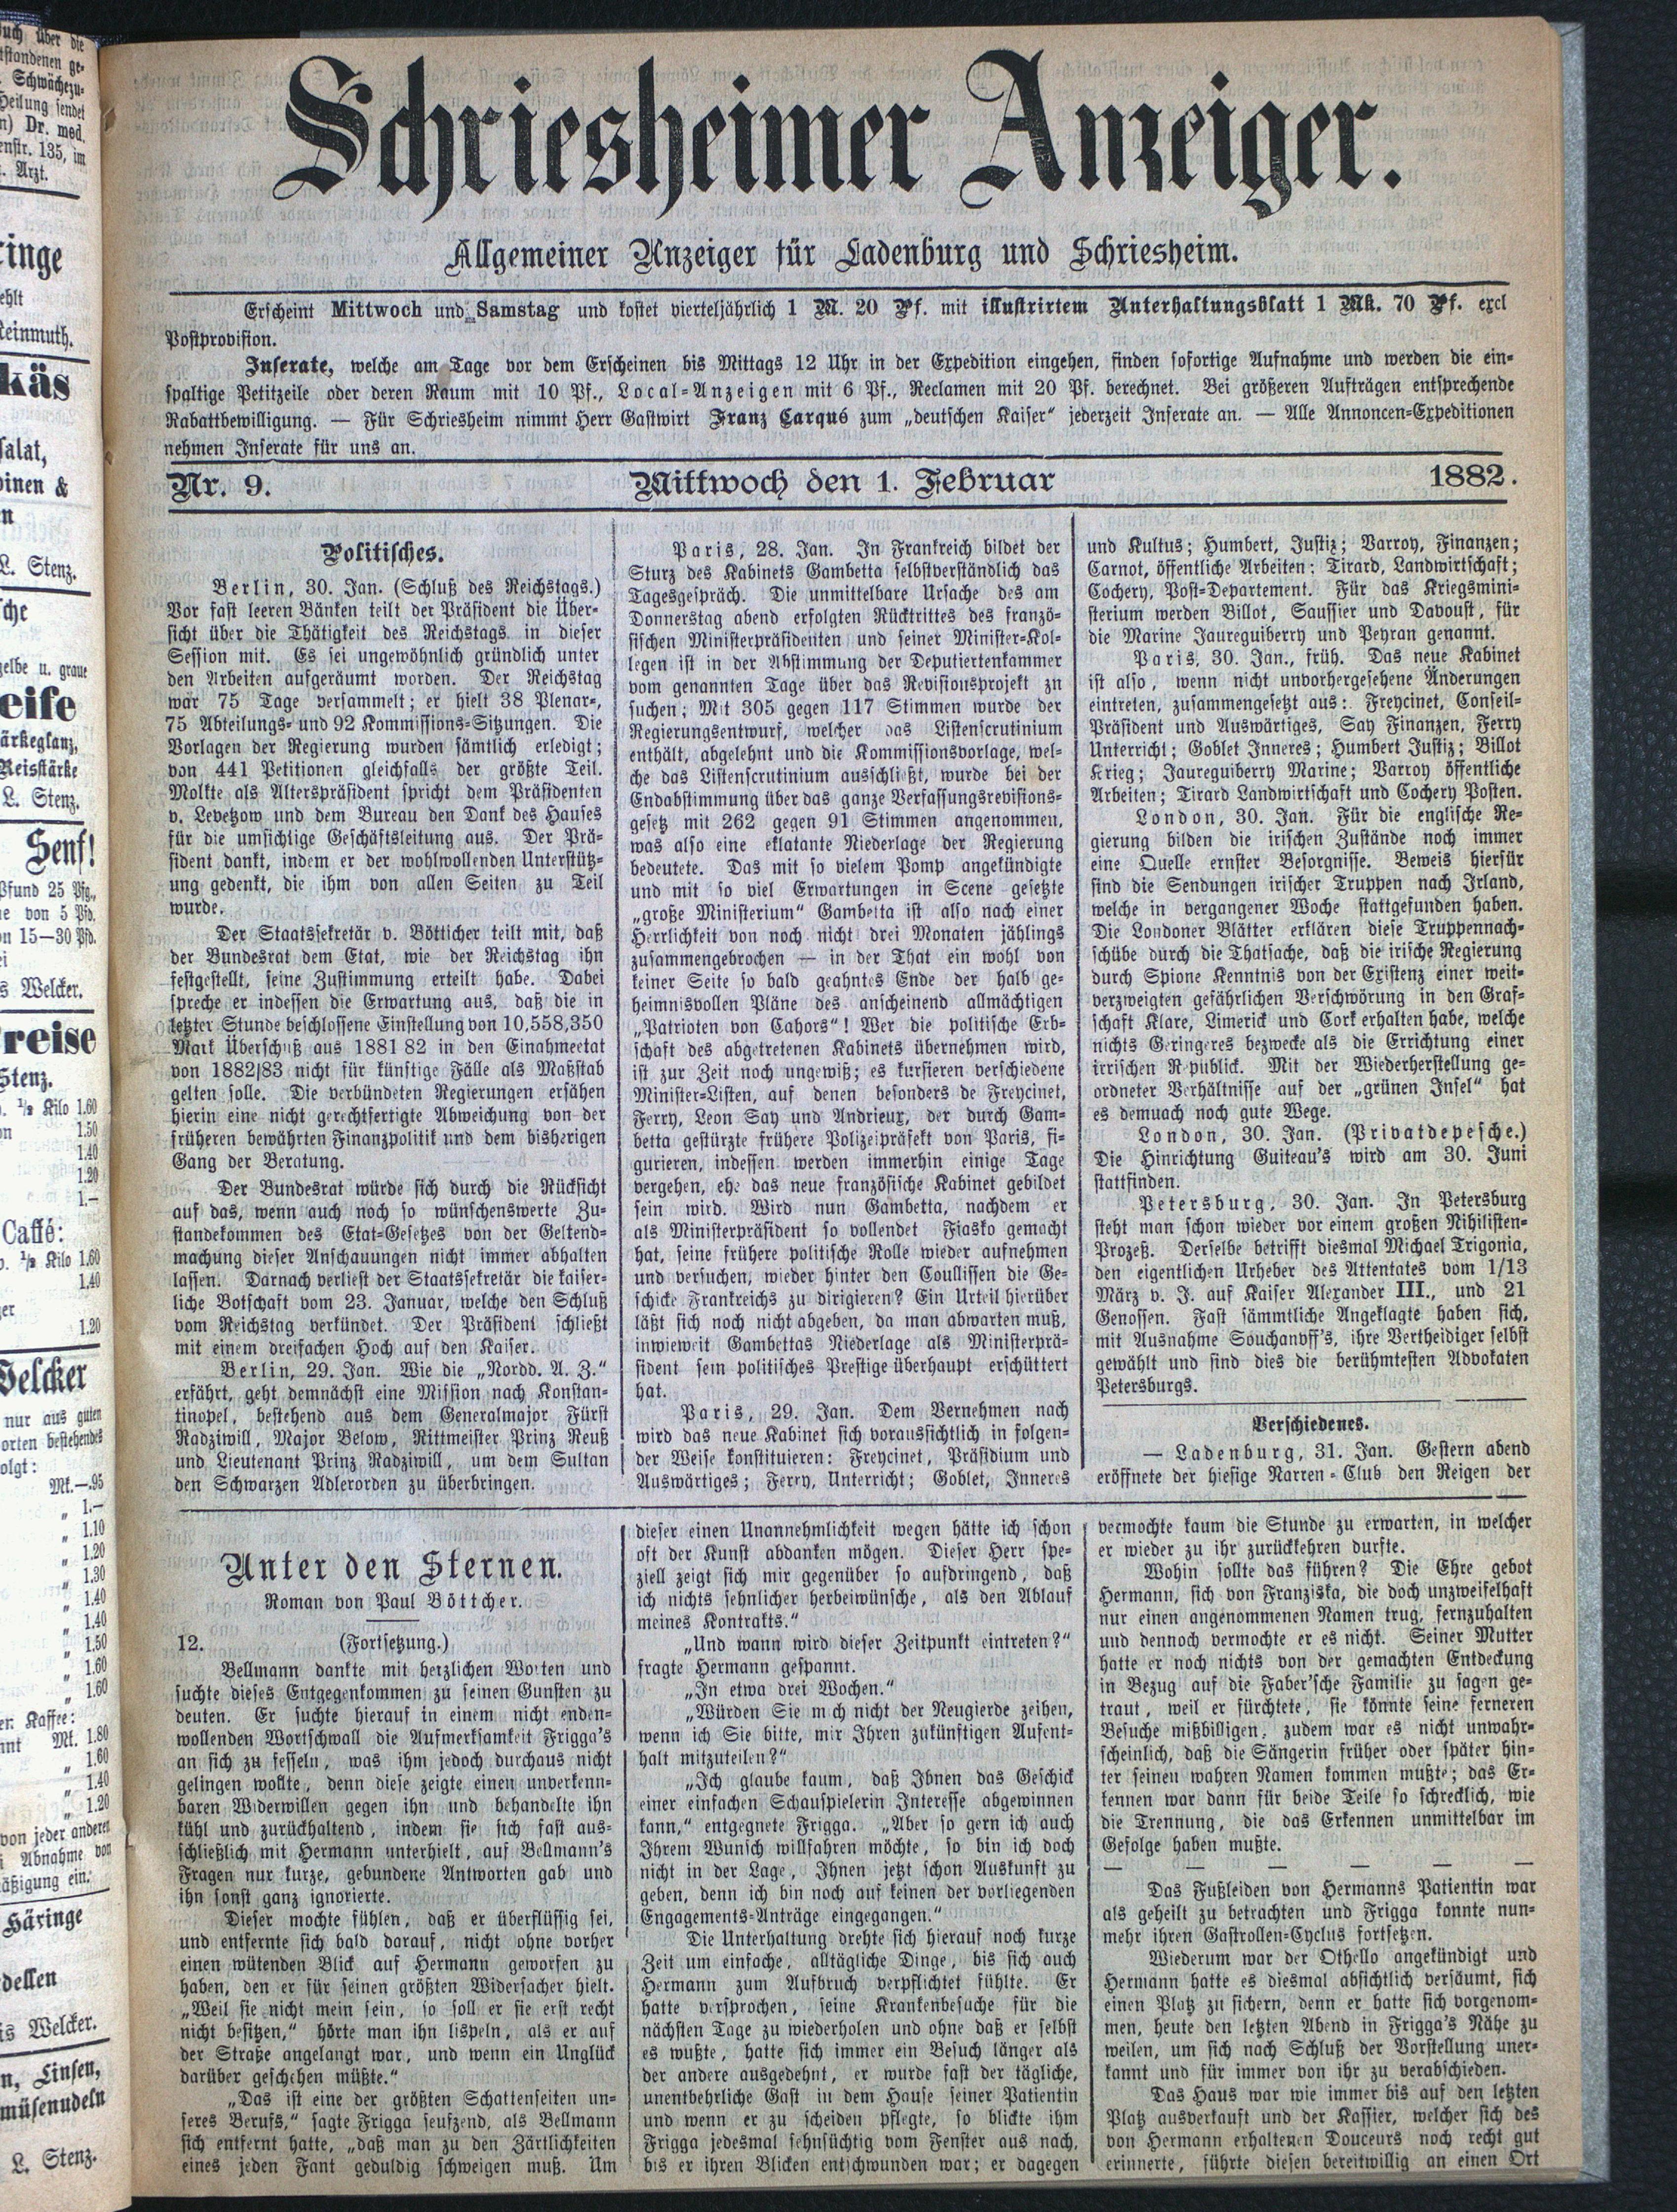 Schriesheimer Anzeiger.
Allgemeiner Anzeiger für Ladenburg und Schriesheim.
Erscheint Mittwoch und Samstag und kostet vierteljährlich 1 M. 20 Pf. mit illustrirtem Unterhaltungsblatt 1 Mk. 70 Pf. excl
Postprovision.
Inserate, welche am Tage vor dem Erscheinen bis Mittags 12 Uhr in der Expedition eingehen, finden sofortige Aufnahme und werden die ein-
spaltige Petitzeile oder deren Raum mit 10 Pf., Local-Anzeigen mit 6 Pf., Reclamen mit 20 Pf. berechnet. Bei größeren Aufträgen entsprechende
Rabattbewilligung. — Für Schriesheim nimmt Herr Gastwirt Franz Carqué zum „deutschen Kaiser“ jederzeit Inserate an. — Alle Annoncen-Expeditionen
nehmen Inserate für uns an.
Nr. 9. Mittwoch den 1. Februar 1882.
Politisches.
Berlin, 30. Jan. (Schluß des Reichstags.)
Vor fast leeren Bänken teilt der Präsident die Über-
sicht über die Thätigkeit des Reichstags in dieser
Session mit. Es sei ungewöhnlich gründlich unter
den Arbeiten aufgeräumt worden. Der Reichstag
war 75 Tage versammelt; er hielt 38 Plenar-,
75 Abteilungs- und 92 Kommissions-Sitzungen. Die
Vorlagen der Regierung wurden sämtlich erledigt;
von 441 Petitionen gleichfalls der größte Teil.
Moltke als Alterspräsident spricht dem Präsidenten
v. Levetzow und dem Bureau den Dank des Hauses
für die umsichtige Geschäftsleitung aus. Der Prä-
sident dankt, indem er der wohlwollenden Unterstütz-
ung gedenkt, die ihm von allen Seiten zu Teil
wurde.
Der Staatssekretär v. Bötticher teilt mit, daß
der Bundesrat dem Etat, wie der Reichstag ihn
festgestellt, seine Zustimmung erteilt habe. Dabei
spreche er indessen die Erwartung aus, daß die in
letzter Stunde beschlossene Einstellung von 10,558,350
Mark Überschuß aus 1881 82 in den Einahmeetat
von 1882/83 nicht für künftige Fälle als Maßstab
gelten solle. Die verbündeten Regierungen ersähen
hierin eine nicht gerechtfertigte Abweichung von der
früheren bewährten Finanzpolitik und dem bisherigen
Gang der Beratung.
Der Bundesrat würde sich durch die Rücksicht
auf das, wenn auch noch so wünschenswerte Zu-
standekommen des Etat-Gesetzes von der Geltend-
machung dieser Anschauungen nicht immer abhalten
lassen. Darnach verliest der Staatssekretär die kaiser-
liche Botschaft vom 23. Januar, welche den Schluß
vom Reichstag verkündet. Der Präsident schließt
mit einem dreifachen Hoch auf den Kaiser.
Berlin, 29. Jan. Wie die „Nordd. A. Z.“
erfährt, geht demnächst eine Mission nach Konstan-
tinopel, bestehend aus dem Generalmajor Fürst
Radziwill, Major Below, Rittmeister Prinz Reuß
und Lieutenant Prinz Radziwill, um dem Sultan
den Schwarzen Adlerorden zu überbringen.
Paris, 28. Jan. In Frankreich bildet der
Sturz des Kabinets Gambetta selbstverständlich das
Tagesgespräch. Die unmittelbare Ursache des am
Donnerstag abend erfolgten Rücktrittes des franzö-
sischen Ministerpräsidenten und seiner Minister-Kol-
legen ist in der Abstimmung der Deputiertenkammer
vom genannten Tage über das Revisionsprojekt zu
suchen; Mit 305 gegen 117 Stimmen wurde der
Regierungsentwurf, welcher das Listenscrutinium
enthält, abgelehnt und die Kommissionsvorlage, wel-
che das Listenscrutinium ausschließt, wurde bei der
Endabstimmung über das ganze Verfassungsrevisions-
gesetz mit 262 gegen 91 Stimmen angenommen,
was also eine eklatante Niederlage der Regierung
bedeutete. Das mit so vielem Pomp angekündigte
und mit so viel Erwartungen in Scene gesetzte
„große Ministerium“ Gambetta ist also nach einer
Herrlichkeit von noch nicht drei Monaten jählings
zusammengebrochen — in der That ein wohl von
keiner Seite so bald geahntes Ende der halb ge-
heimnisvollen Pläne des anscheinend allmächtigen
„Patrioten von Cahors“! Wer die politische Erb-
schaft des abgetretenen Kabinets übernehmen wird,
ist zur Zeit noch ungewiß; es kursieren verschiedene
Minister-Listen, auf denen besonders de Freycinet,
Ferry, Leon Say und Andrieux, der durch Gam-
betta gestürzte frühere Polizeipräfekt von Paris, fi-
gurieren, indessen werden immerhin einige Tage
vergehen, ehe das neue französische Kabinet gebildet
sein wird. Wird nun Gambetta, nachdem er
als Ministerpräsident so vollendet Fiasko gemacht
hat, seine frühere politische Rolle wieder aufnehmen
und versuchen, wieder hinter den Coullissen die Ge-
schicke Frankreichs zu dirigieren? Ein Urteil hierüber
läßt sich noch nicht abgeben, da man abwarten muß,
inwieweit Gambettas Niederlage als Ministerprä-
sident sein politisches Prestige überhaupt erschüttert
hat.
Paris, 29. Jan. Dem Vernehmen nach
wird das neue Kabinet sich voraussichtlich in folgen-
der Weise konstituieren: Freycinet, Präsidium und
Auswärtiges; Ferry, Unterricht; Goblet, Inneres
und Kultus; Humbert, Justiz; Varroy, Finanzen;
Carnot, öffentliche Arbeiten; Tirard, Landwirtschaft;
Cochery, Post-Departement. Für das Kriegsmini-
sterium werden Billot, Saussier und Davoust, für
die Marine Jaureguiberry und Peyran genannt.
Paris, 30. Jan., früh. Das neue Kabinet
ist also, wenn nicht unvorhergesehene Änderungen
eintreten, zusammengesetzt aus: Freycinet, Conseil-
Präsident und Auswärtiges, Say Finanzen, Ferry
Unterricht; Goblet Inneres; Humbert Justiz; Billot
Krieg; Jaureguiberry Marine; Varroy öffentliche
Arbeiten; Tirard Landwirtschaft und Cochery Posten.
London, 30. Jan. Für die englische Re-
gierung bilden die irischen Zustände noch immer
eine Quelle ernster Besorgnisse. Beweis hierfür
sind die Sendungen irischer Truppen nach Irland,
welche in vergangener Woche stattgefunden haben.
Die Londoner Blätter erklären diese Truppennach-
schübe durch die Thatsache, daß die irische Regierung
durch Spione Kenntnis von der Existenz einer weit-
verzweigten gefährlichen Verschwörung in den Graf-
schaft Klare, Limerick und Cork erhalten habe, welche
nichts Geringeres bezwecke als die Errichtung einer
irrischen Republick. Mit der Wiederherstellung ge-
ordneter Verhältnisse auf der „grünen Insel“ hat
es demuach noch gute Wege.
London, 30. Jan. (Privatdepesche.)
Die Hinrichtung Guiteau's wird am 30. Juni
stattfinden.
Petersburg, 30. Jan. In Petersburg
steht man schon wieder vor einem großen Nihilisten-
Prozeß. Derselbe betrifft diesmal Michael Trigonia,
den eigentlichen Urheber des Attentates vom 1/13
März v. J. auf Kaiser Alexander III., und 21
Genossen. Fast sämmtliche Angeklagte haben sich,
mit Ausnahme Souchanoff's, ihre Vertheidiger selbst
gewählt und sind dies die berühmtesten Advokaten
Petersburgs.
Verschiedenes.
— Ladenburg, 31. Jan. Gestern abend
eröffnete der hiesige Narren-Club den Reigen der
Unter den Sternen.
Roman von Paul Böttcher.
12. (Fortsetzung.)
Bellmann dankte mit herzlichen Worten und
suchte dieses Entgegenkommen zu seinen Gunsten zu
deuten. Er suchte hierauf in einem nicht enden-
wollenden Wortschwall die Aufmerksamkeit Frigga's
an sich zu fesseln, was ihm jedoch durchaus nicht
gelingen wollte, denn diese zeigte einen unverkenn-
baren Widerwillen gegen ihn und behandelte ihn
kühl und zurückhaltend, indem sie sich fast aus-
schließlich mit Hermann unterhielt, auf Bellmann's
Fragen nur kurze, gebundene Antworten gab und
ihn sonst ganz ignorierte.
Dieser mochte fühlen, daß er überflüssig sei,
und entfernte sich bald darauf, nicht ohne vorher
einen wütenden Blick auf Hermann geworfen zu
haben, den er für seinen größten Widersacher hielt.
„Weil sie nicht mein sein, so soll er sie erst recht
nicht besitzen,“ hörte man ihn lispeln, als er auf
der Straße angelangt war, und wenn ein Unglück
darüber geschehen müßte.“
„Das ist eine der größten Schattenseiten un-
seres Berufs,“ sagte Frigga seufzend, als Bellmann
sich entfernt hatte, „daß man zu den Zärtlichkeiten
eines jeden Fant geduldig schweigen muß. Um
dieser einen Unannehmlichkeit wegen hätte ich schon
oft der Kunst abdanken mögen. Dieser Herr spe-
ziell zeigt sich mir gegenüber so aufdringend, daß
ich nichts sehnlicher herbeiwünsche, als den Ablauf
meines Kontrakts.“
„Und wann wird dieser Zeitpunkt eintreten?“
fragte Hermann gespannt.
„In etwa drei Wochen.“
„Würden Sie mich nicht der Neugierde zeihen,
wenn ich Sie bitte, mir Ihren zukünftigen Aufent-
halt mitzuteilen?“
„Ich glaube kaum, daß Ihnen das Geschick
einer einfachen Schauspielerin Interesse abgewinnen
kann,“ entgegnete Frigga. „Aber so gern ich auch
Ihrem Wunsch willfahren möchte, so bin ich doch
nicht in der Lage, Ihnen jetzt schon Auskunft zu
geben, denn ich bin noch auf keinen der vorliegenden
Engagements-Anträge eingegangen.“
Die Unterhaltung drehte sich hierauf noch kurze
Zeit um einfache, alltägliche Dinge, bis sich auch
Hermann zum Aufbruch verpflichtet fühlte. Er
hatte versprochen, seine Krankenbesuche für die
nächsten Tage zu wiederholen und ohne daß er selbst
es wußte, hatte sich immer ein Besuch länger als
der andere ausgedehnt, er wurde fast der tägliche,
unentbehrliche Gast in dem Hause seiner Patientin
und wenn er zu scheiden pflegte, so blickte ihm
Frigga jedesmal sehnsüchtig vom Fenster aus nach,
bis er ihren Blicken entschwunden war; er dagegen
vermochte kaum die Stunde zu erwarten, in welcher
er wieder zu ihr zurückkehren durfte.
Wohin sollte das führen? Die Ehre gebot
Hermann, sich von Franziska, die doch unzweifelhaft
nur einen angenommenen Namen trug, fernzuhalten
und dennoch vermochte er es nicht. Seiner Mutter
hatte er noch nichts von der gemachten Entdeckung
in Bezug auf die Faber'sche Familie zu sagen ge-
traut, weil er fürchtete, sie könnte seine ferneren
Besuche mißbilligen, zudem war es nicht unwahr-
scheinlich, daß die Sängerin früher oder später hin-
ter seinen wahren Namen kommen mußte; das Er-
kennen war dann für beide Teile so schrecklich, wie
die Trennung, die das Erkennen unmittelbar im
Gefolge haben mußte.
— — — — — —
Das Fußleiden von Hermanns Patientin war
als geheilt zu betrachten und Frigga konnte nun-
mehr ihren Gastrollen-Cyclus fortsetzen.
Wiederum war der Othello angekündigt und
Hermann hatte es diesmal absichtlich versäumt, sich
einen Platz zu sichern, denn er hatte sich vorgenom-
men, heute den letzten Abend in Frigga's Nähe zu
weilen, um sich nach Schluß der Vorstellung uner-
kannt und für immer von ihr zu verabschieden.
Das Haus war wie immer bis auf den letzten
Platz ausverkauft und der Kassier, welcher sich des
von Hermann erhaltenen Douceurs noch recht gut
erinnerte, führte diesen bereitwillig an einen Ort